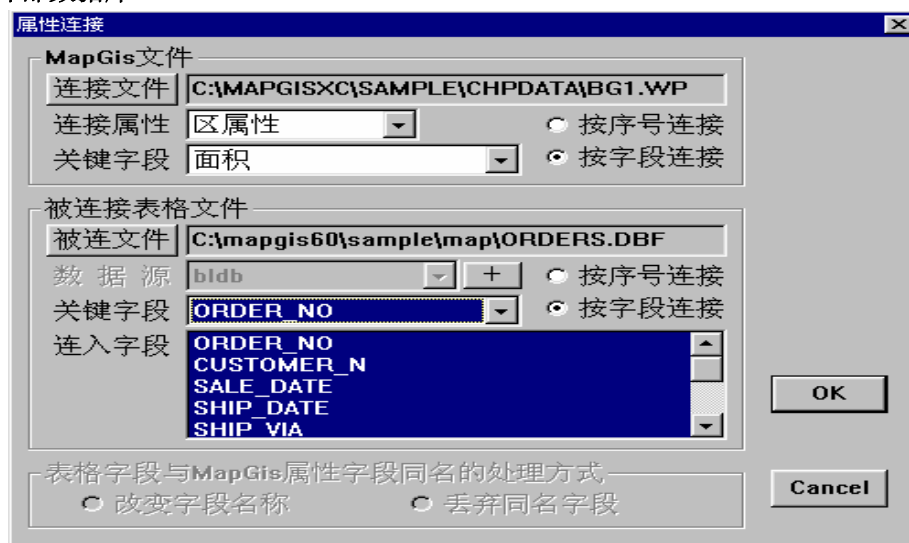 属性连接
MapGis文件
连接文件 C:\MAPGISXC\SAMPLE\CHPDATA\BG1.WP
连接属性 区属性 按序号连接
关键字段 面积 按字段连接
被连接表格文件
被连文件 C:\mapgis60\sample\map\ORDERS.DBF
数据源 bldb + 按序号连接
关键字段 ORDER_NO 按字段连接
连入字段 ORDER_NO
CUSTOMER_N
SALE_DATE
SHIP_DATE
SHIP_VIA
OK
表格字段与MapGis属性字段同名的处理方式
改变字段名称 丢弃同名字段
Cancel